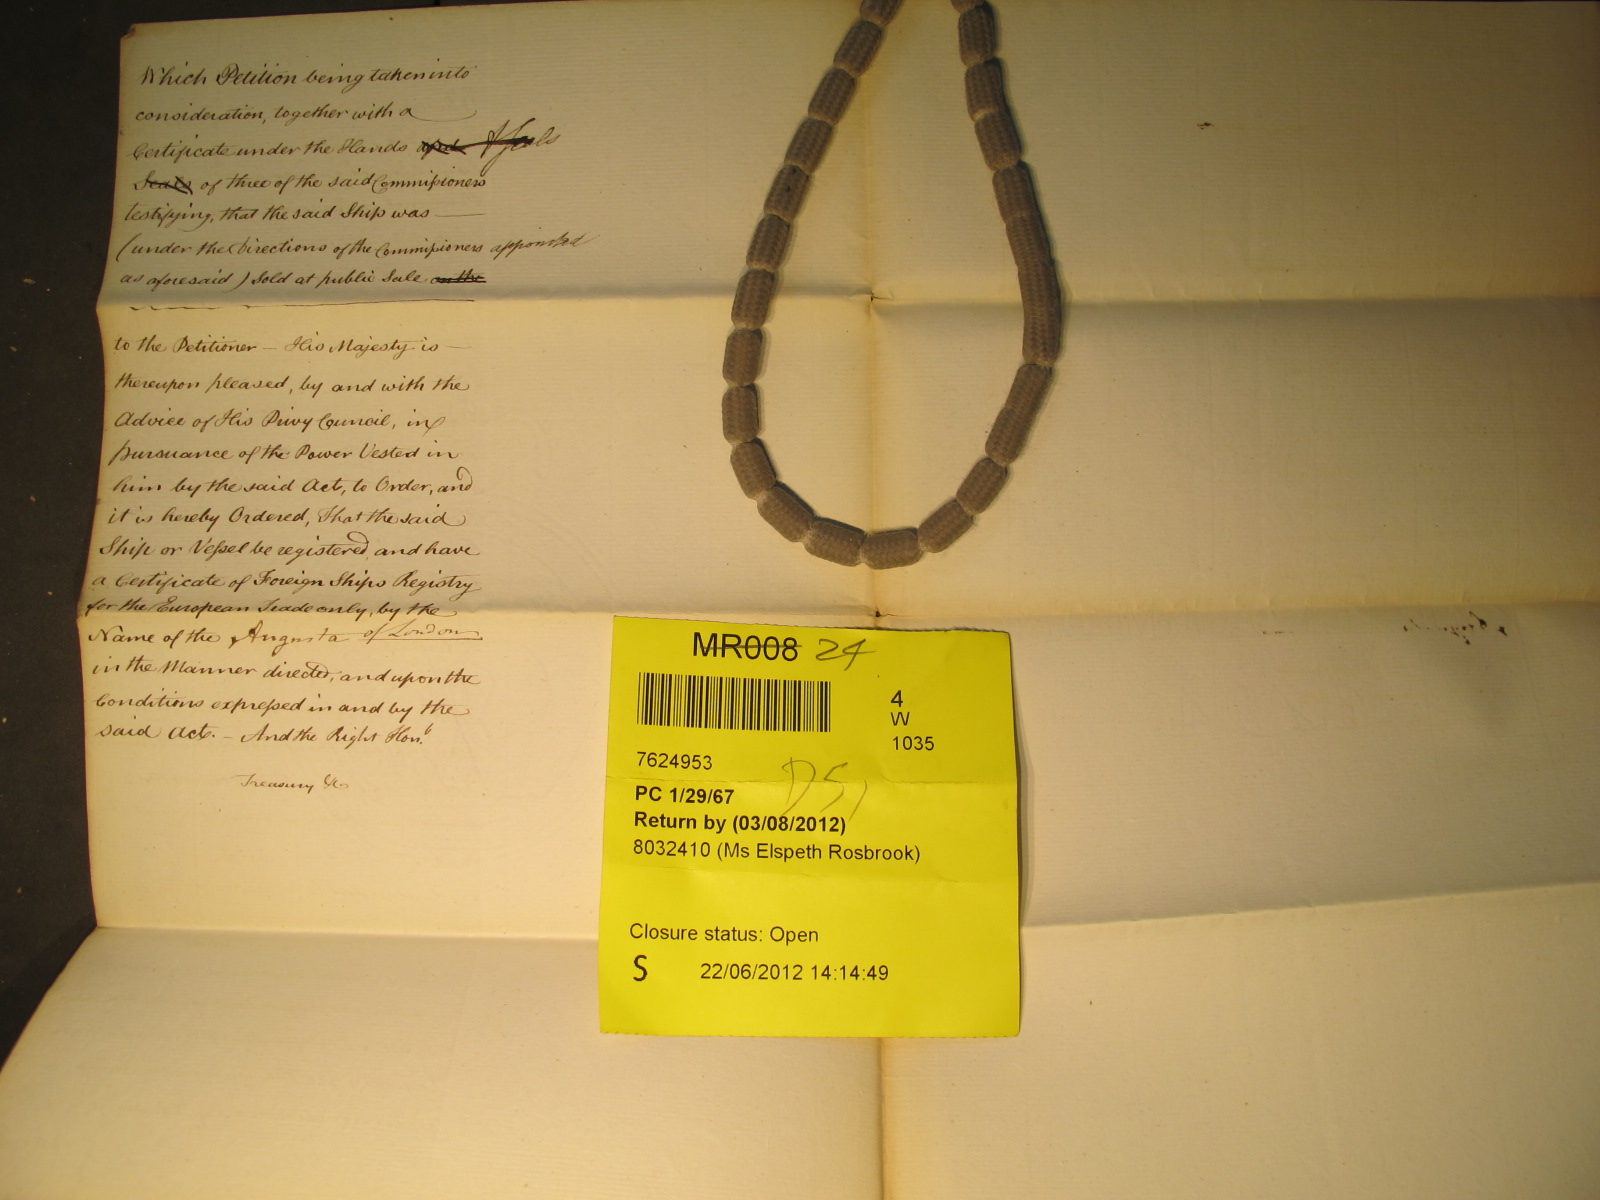 Which Petition being taken into
consideration, together with a
Certificate under the Hands and & Seals
Seals of three of the said Commissioners
testifying, that the said Ship was —
(under the Directions of the Commissioners appointed
as aforesaid) Sold at public Sale on the
to the Petitioner — His Majesty is —
thereupon pleased, by and with the
Advice of His Privy Council, in
pursuance of the Power Vested in
him by the said Act, to Order, and
it is hereby Ordered, That the said
Ship or Vessel be registered, and have
a Certificate of Foreign Ships Registry
for the European Trade only, by the
Name of the Augusta of London
in the Manner directed, and upon the
Conditions expressed in and by the
said Act. — And the Right Hon.
Treasury &c
MR008 24
4
W
1035
7624953
DS)
PC 1/29/67
Return by (03/08/2012)
8032410 (Ms Elspeth Rosbrook)
Closure status: Open
S 22/06/2012 14:14:49